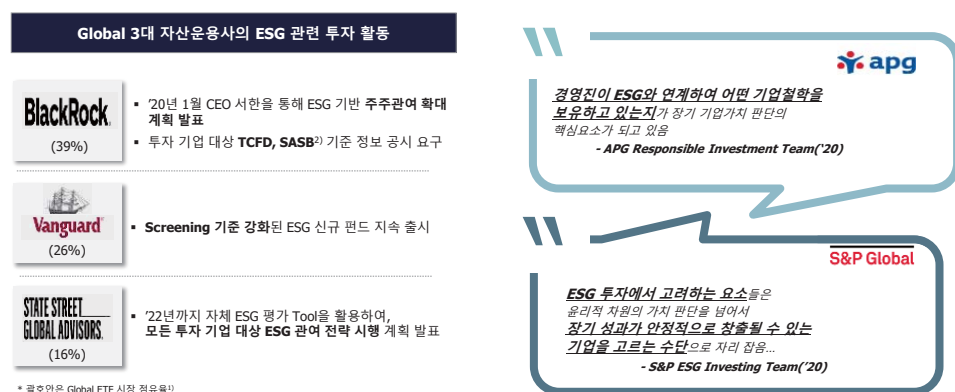 Global 3대 자산운용사의 ESG 관련 투자 활동
BlackRock.
(39%)
▪ '20년 1월 CEO 서한을 통해 ESG 기반 주주관여 확대
계획 발표
▪ 투자 기업 대상 TCFD, SASB2) 기준 정보 공시 요구
Vanguard
(26%)
▪ Screening 기준 강화된 ESG 신규 펀드 지속 출시
STATE STREET
GLOBAL ADVISORS.
(16%)
▪ '22년까지 자체 ESG 평가 Tool을 활용하여,
모든 투자 기업 대상 ESG 관여 전략 시행 계획 발표
* 괄호안은 Global ETF 시장 점유율1)
apg
경영진이 ESG와 연계하여 어떤 기업철학을
보유하고 있는지가 장기 기업가치 판단의
핵심요소가 되고 있음
- APG Responsible Investment Team('20)
S&P Global
ESG 투자에서 고려하는 요소들은
윤리적 차원의 가치 판단을 넘어서
장기 성과가 안정적으로 창출될 수 있는
기업을 고르는 수단으로 자리 잡음...
- S&P ESG Investing Team('20)